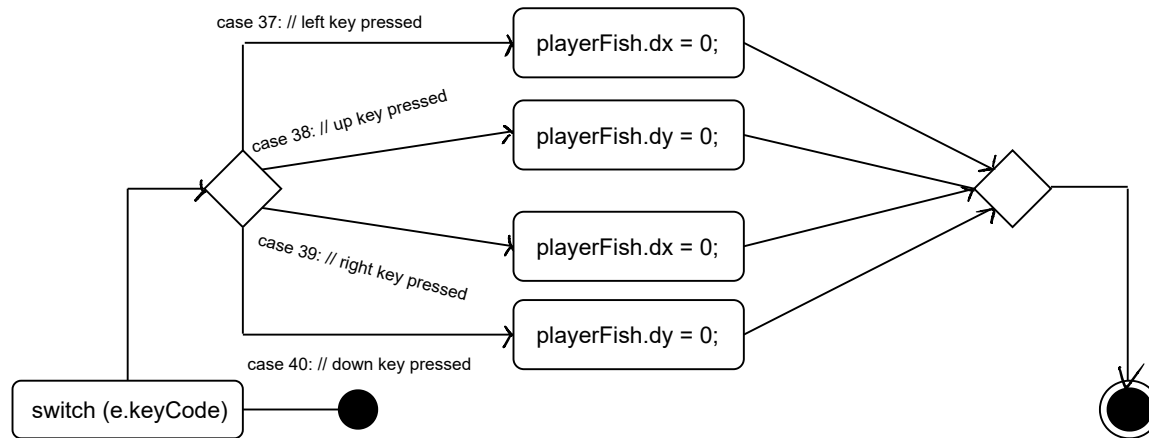 case 37: // left key pressed
playerFish.dx = 0;
case 38: // up key pressed
playerFish.dy = 0;
case 39: // right key pressed
playerFish.dx = 0;
playerFish.dy = 0;
case 40: // down key pressed
switch (e.keyCode)